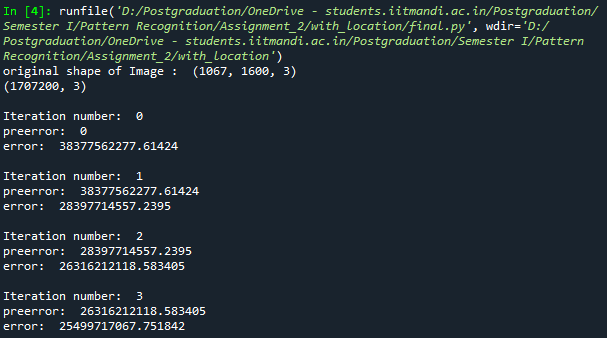 In [4]: runfile('D:/Postgraduation/OneDrive - students.iitmandi.ac.in/Postgraduation/
Semester I/Pattern Recognition/Assignment_2/with_location/final.py', wdir='D:/
Postgraduation/OneDrive - students.iitmandi.ac.in/Postgraduation/Semester I/Pattern
Recognition/Assignment_2/with_location')
original shape of Image :  (1067, 1600, 3)
(1707200, 3)

Iteration number:  0
preerror:  0
error:  38377562277.61424

Iteration number:  1
preerror:  38377562277.61424
error:  28397714557.2395

Iteration number:  2
preerror:  28397714557.2395
error:  26316212118.583405

Iteration number:  3
preerror:  26316212118.583405
error:  25499717067.751842